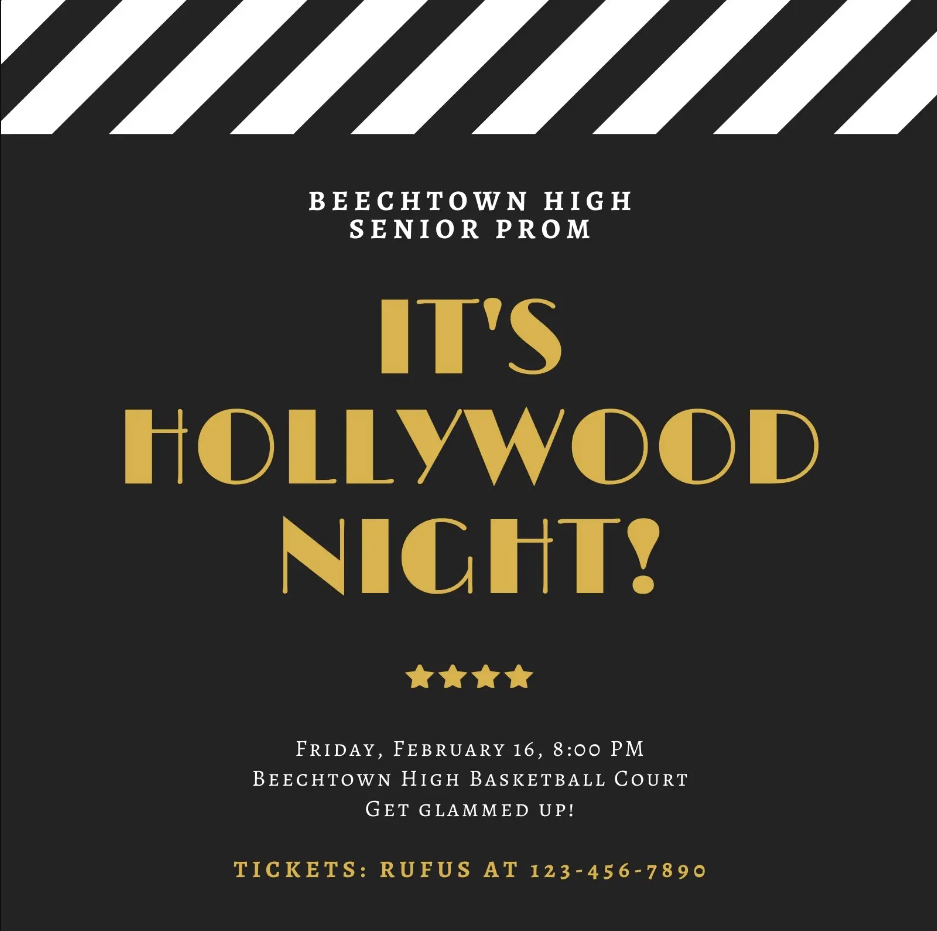 BEECHTOWN HIGH
SENIOR PROM
IT'S
HOLLYWOOD
NIGHT!
Friday, February 16, 8:00 PM
Beechtown High Basketball Court
Get glammed up!
TICKETS: RUFUS AT 123-456-7890